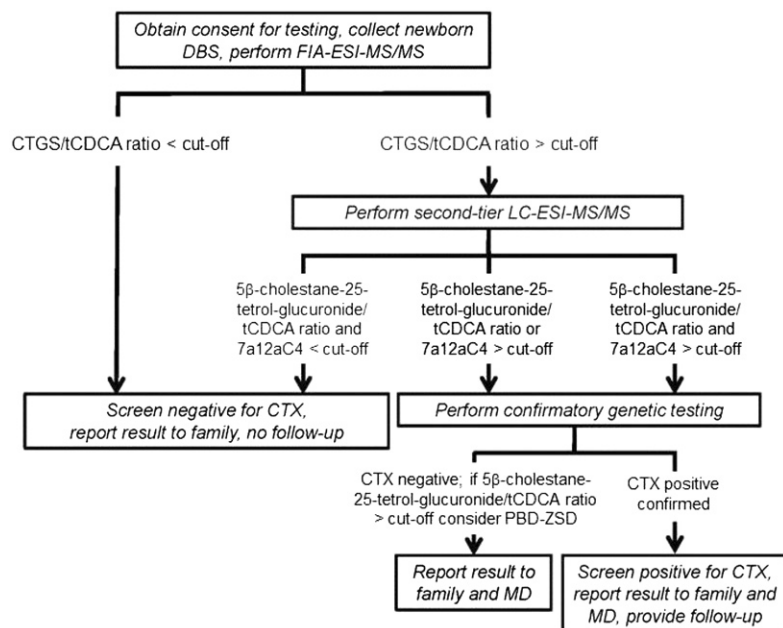 Obtain consent for testing, collect newborn
DBS, perform FIA-ESI-MS/MS
CTGS/tCDCA ratio < cut-off
CTGS/tCDCA ratio > cut-off
Perform second-tier LC-ESI-MS/MS
5β-cholestane-25-
tetrol-glucuronide/
tCDCA ratio and
7a12aC4 < cut-off
5β-cholestane-25-
tetrol-glucuronide/
tCDCA ratio or
7a12aC4 > cut-off
5β-cholestane-25-
tetrol-glucuronide/
tCDCA ratio and
7a12aC4 > cut-off
Screen negative for CTX,
report result to family, no follow-up
Perform confirmatory genetic testing
CTX negative; if 5β-cholestane-
25-tetrol-glucuronide/tCDCA ratio
> cut-off consider PBD-ZSD
CTX positive
confirmed
Report result to
family and MD
Screen positive for CTX,
report result to family and
MD, provide follow-up